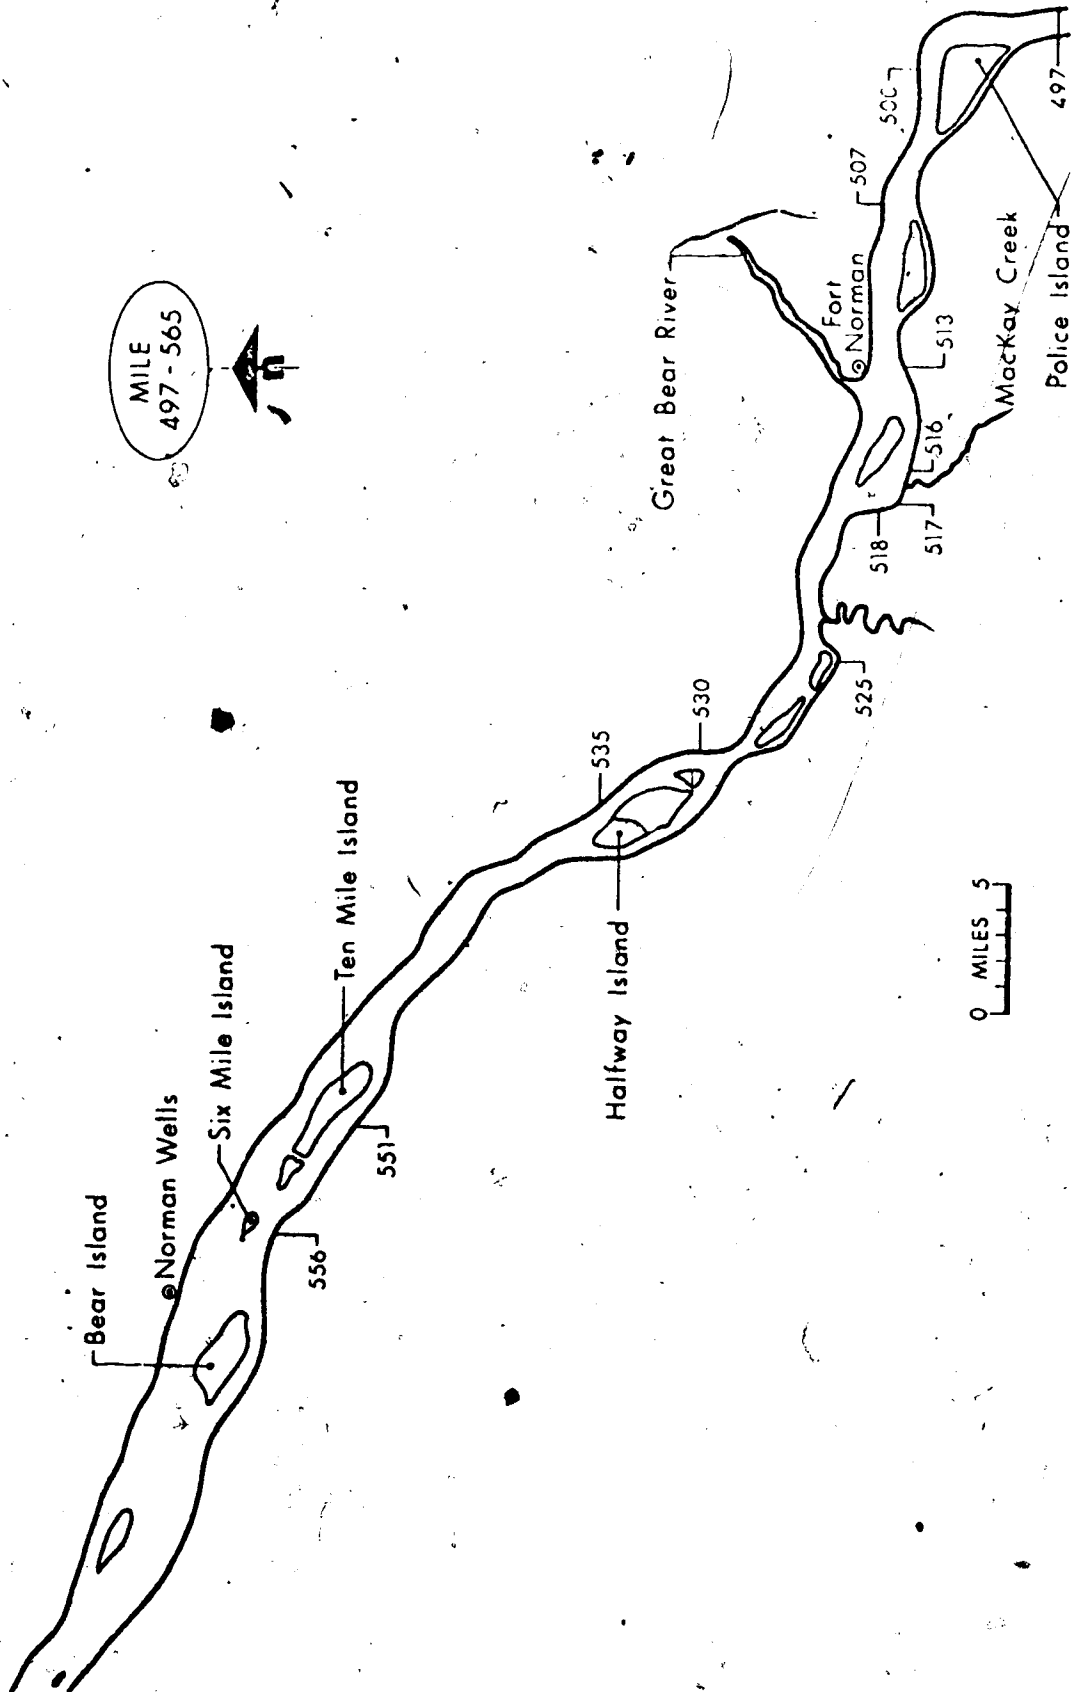 MILE
497 - 565
n
Bear Island
Norman Wells
Six Mile Island
Ten Mile Island
Great Bear River
Fort
Norman
507
500
497
535
530
Halfway Island
556
551
525
518
517
516
513
MacKay Creek
Police Island
0 MILES 5